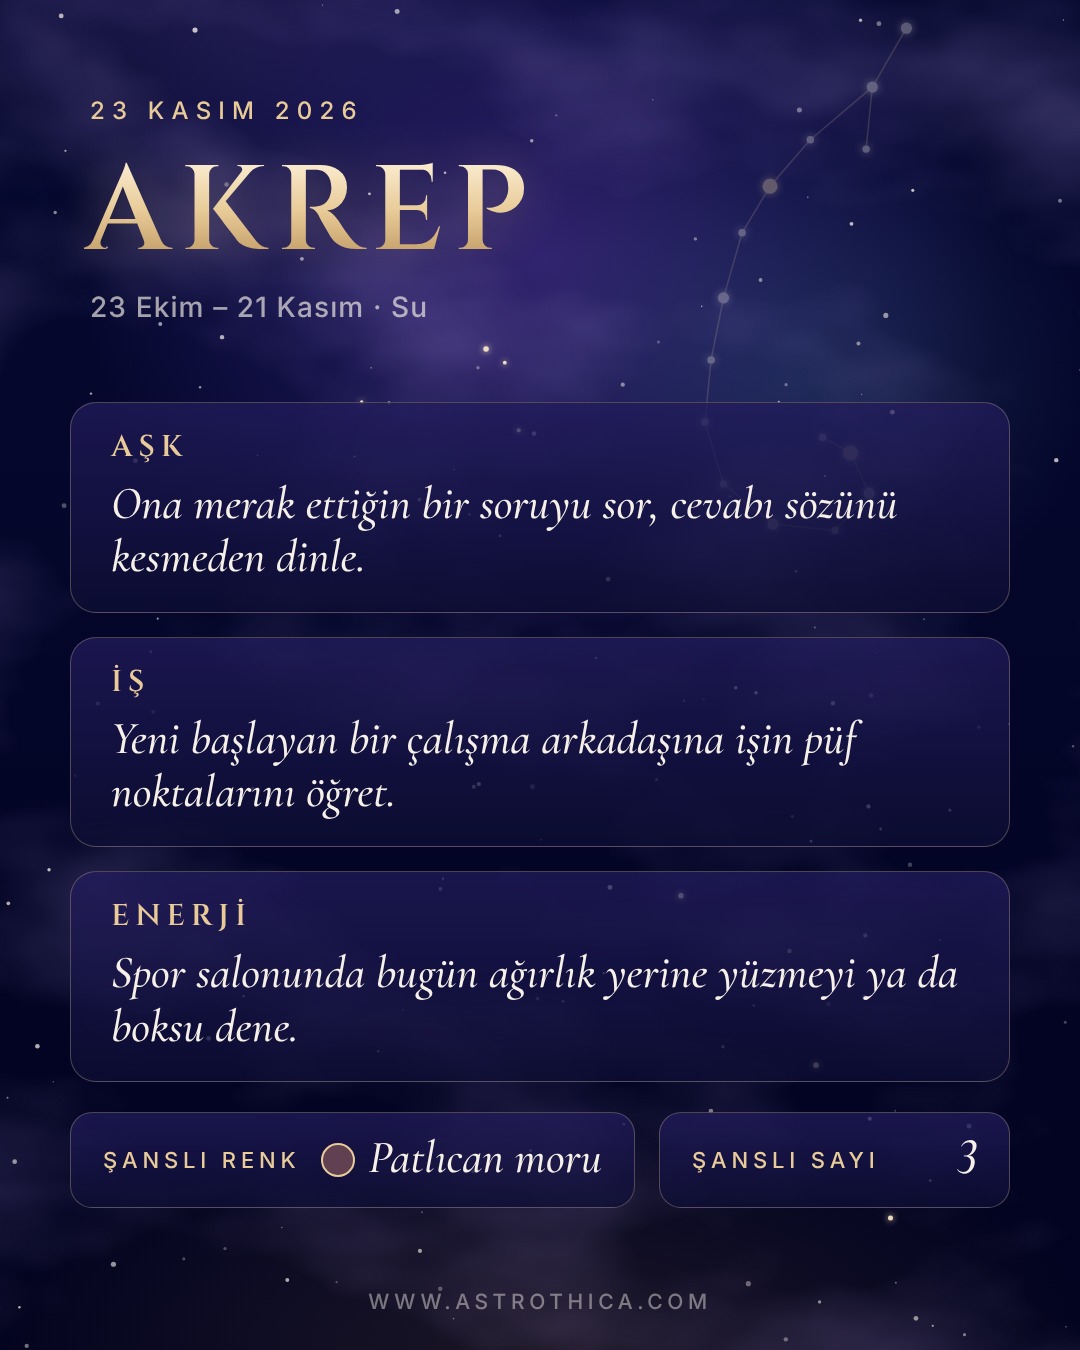 23 KASIM 2026
AKREP
23 Ekim – 21 Kasım · Su
AŞK
Ona merak ettiğin bir soruyu sor, cevabı sözünü
kesmeden dinle.
İŞ
Yeni başlayan bir çalışma arkadaşına işin püf
noktalarını öğret.
ENERJİ
Spor salonunda bugün ağırlık yerine yüzmeyi ya da
boksu dene.
ŞANSLI RENK Patlıcan moru
ŞANSLI SAYI 3
WWW.ASTROTHICA.COM